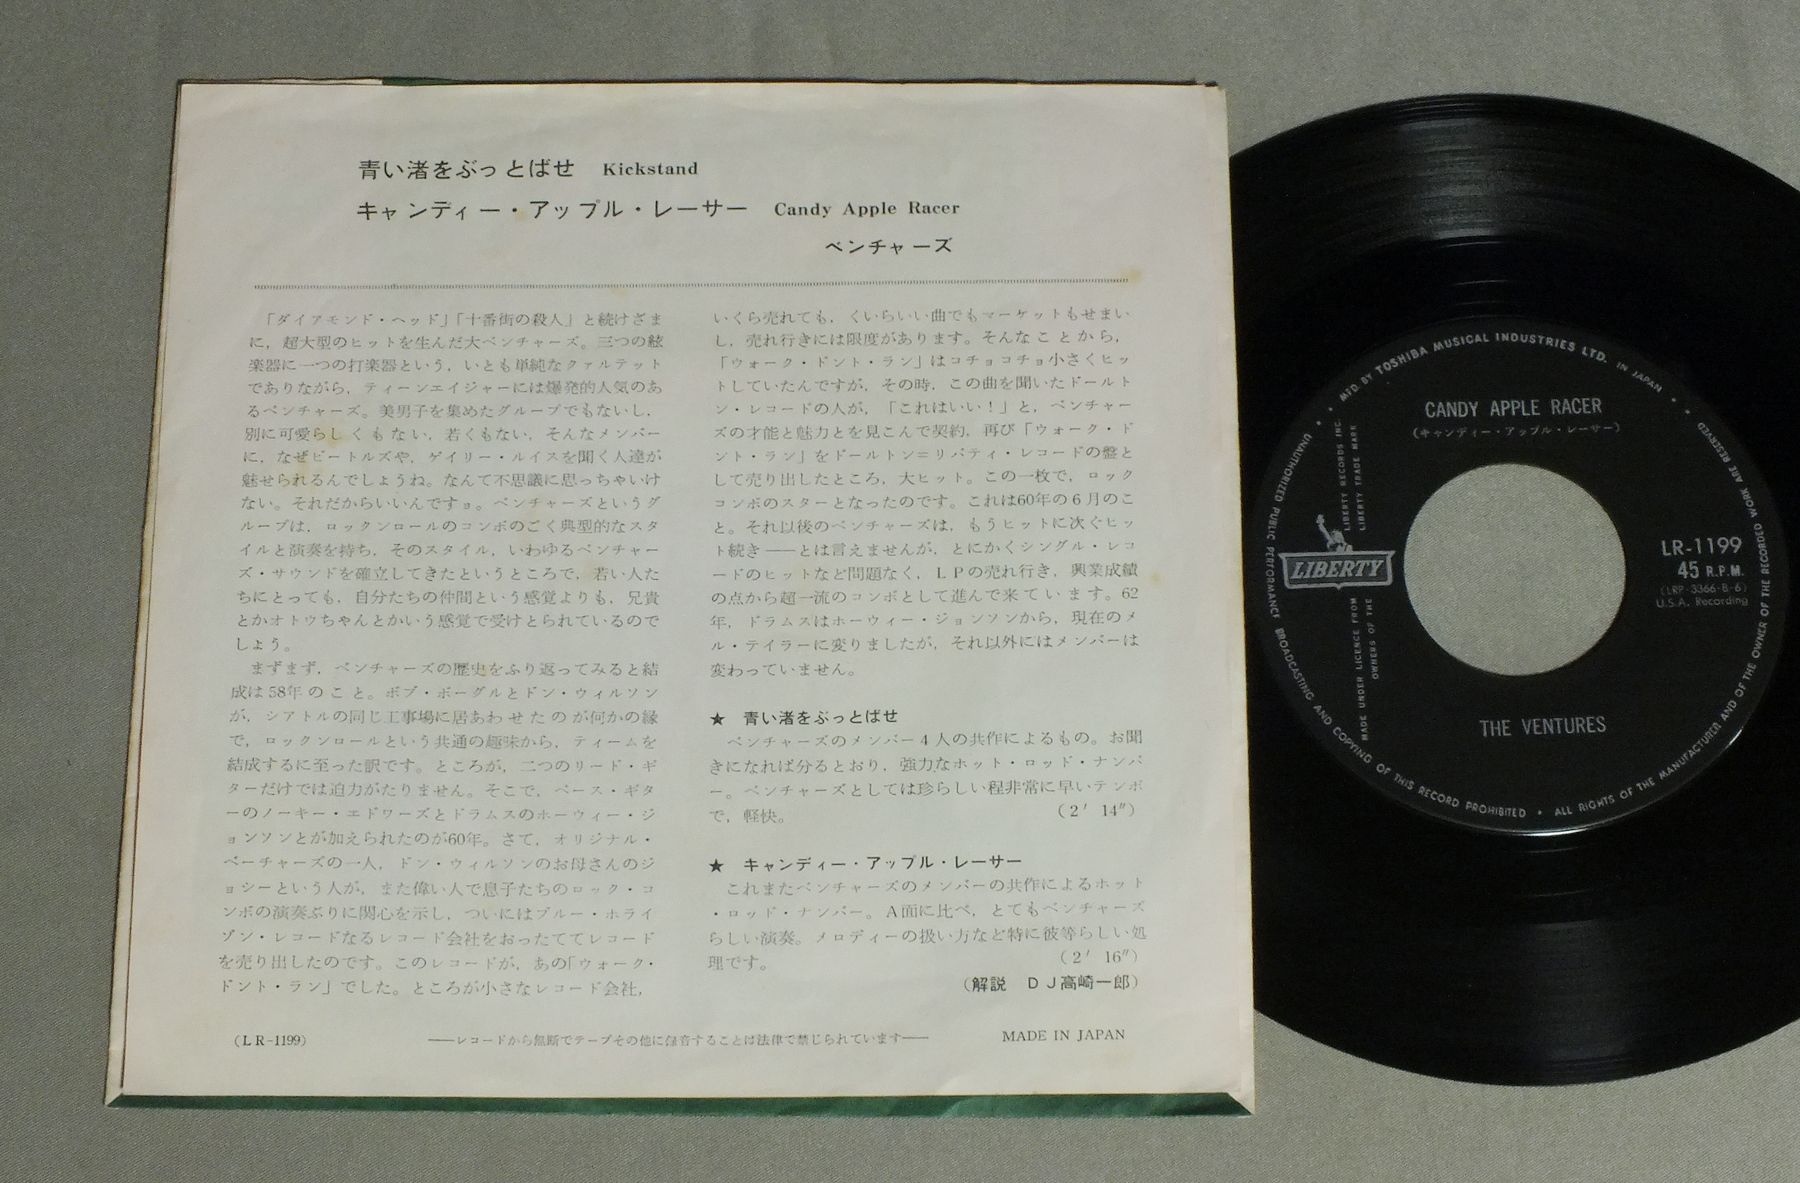 青い渚をぶっとばせ Kickstand
キャンディー・アップル・レーサー Candy Apple Racer
ベンチャーズ
「ダイアモンド・ヘッド」「十番街の殺人」と続けざま
に，超大型のヒットを生んだ大ベンチャーズ。三つの絃
楽器に一つの打楽器という，いとも単純なクァルテット
でありながら，ティーンエイジャーには爆発的人気のあ
るベンチャーズ。美男子を集めたグループでもないし，
別に可愛らしくもない，若くもない，そんなメンバー
に，なぜビートルズや，ゲイリー・ルイスを聞く人達が
魅せられるんでしょうね。なんて不思議に思っちゃいけ
ない。それだからいいんですョ。ベンチャーズというグ
ループは，ロックンロールのコンボのごく典型的なスタ
イルと演奏を持ち，そのスタイル，いわゆるベンチャー
ズ・サウンドを確立してきたというところで，若い人た
ちにとっても，自分たちの仲間という感覚よりも，兄貴
とかオトウちゃんとかいう感覚で受けとられているので
しょう。
まずまず，ベンチャーズの歴史をふり返ってみると結
成は58年のこと。ボブ・ボーグルとドン・ウィルソン
が，シアトルの同じ工事場に居あわせたのが何かの縁
で，ロックンロールという共通の趣味から，ティームを
結成するに至った訳です。ところが，二つのリード・ギ
ターだけでは迫力がたりません。そこで，ベース・ギタ
ーのノーキー・エドワーズとドラムスのホーウィー・ジ
ョンソンとが加えられたのが60年。さて，オリジナル・
ベーチャーズの一人，ドン・ウィルソンのお母さんのジ
ョシーという人が，また偉い人で息子たちのロック・コ
ンボの演奏ぶりに関心を示し，ついにはブルー・ホライ
ゾン・レコードなるレコード会社をおったててレコード
を売り出したのです。このレコードが，あの「ウォーク・
ドント・ラン」でした。ところが小さなレコード会社，
いくら売れても，くいらいい曲でもマーケットもせまい
し，売れ行きには限度があります。そんなことから，
「ウォーク・ドント・ラン」はコチョコチョ小さくヒッ
トしていたんですが，その時，この曲を聞いたドールト
ン・レコードの人が，「これはいい！」と，ベンチャー
ズの才能と魅力とを見こんで契約，再び「ウォーク・ド
ント・ラン」をドールトン＝リバティ・レコードの盤と
して売り出したところ，大ヒット。この一枚で，ロック
コンボのスターとなったのです。これは60年の6月のこ
と。それ以後のベンチャーズは，もうヒットに次ぐヒッ
ト続き——とは言えませんが，とにかくシングル・レコ
ードのヒットなど問題なく，LPの売れ行き，興業成績
の点から超一流のコンボとして進んで来ています。62
年，ドラムスはホーウィー・ジョンソンから，現在のメ
ル・テイラーに変りましたが，それ以外にはメンバーは
変わっていません。
★ 青い渚をぶっとばせ
ベンチャーズのメンバー4人の共作によるもの。お聞
きになれば分るとおり，強力なホット・ロッド・ナンバ
ー。ベンチャーズとしては珍らしい程非常に早いテンポ
で，軽快。 （2′14″）
★ キャンディー・アップル・レーサー
これまたベンチャーズのメンバーの共作によるホット
・ロッド・ナンバー。A面に比べ，とてもベンチャーズ
らしい演奏。メロディーの扱い方など特に彼等らしい処
理です。 （2′16″）
（解説 DJ高崎一郎）
（LR-1199） ——レコードから無断でテープその他に録音することは法律で禁じられています—— MADE IN JAPAN
MFD. BY TOSHIBA MUSICAL INDUSTRIES LTD. IN JAPAN
CANDY APPLE RACER
(キャンディー・アップル・レーサー)
LIBERTY RECORDS INC.
LIBERTY TRADE MARK
LIBERTY
MADE UNDER LICENCE FROM
OWNERS OF THE
LR-1199
45 R.P.M.
(LRP-3366-B-6)
U.S.A. Recording
THE VENTURES
UNAUTHORIZED PUBLIC PERFORMANCE BROADCASTING AND COPYING OF THIS RECORD PROHIBITED • ALL RIGHTS OF THE MANUFACTURER AND OF THE OWNER OF THE RECORDED WORK ARE RESERVED